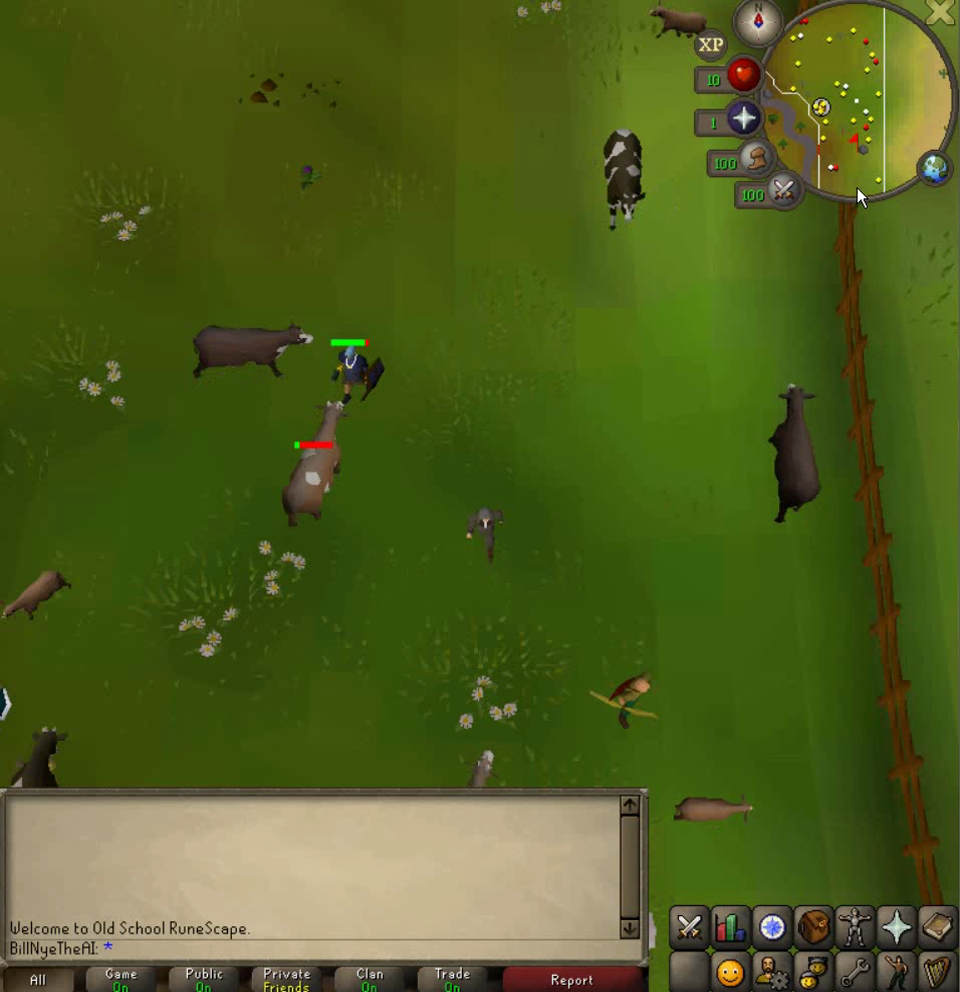 N
XP
10
1
100
100
Welcome to Old School RuneScape.
BillNyeTheAI: *
All
Game
On
Public
On
Private
Friends
Clan
On
Trade
On
Report